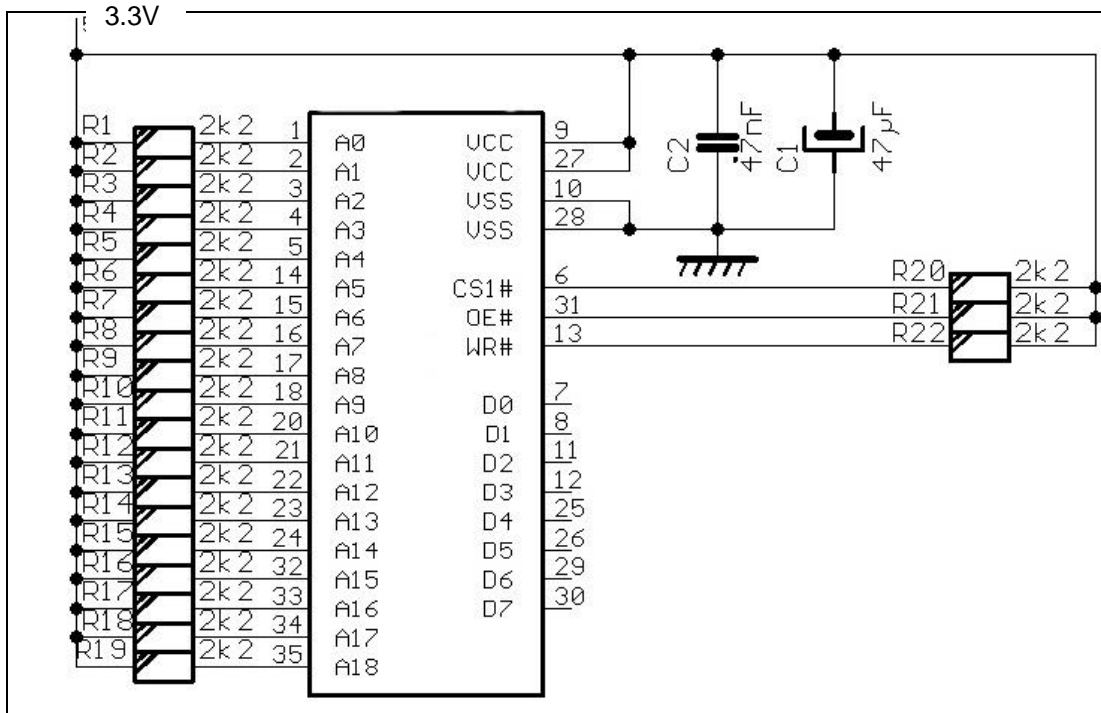 3.3V
R1 2k2 1 A0 VCC 9
R2 2k2 2 A1 VCC 27
R3 2k2 3 A2 VSS 10
R4 2k2 4 A3 VSS 28
R5 2k2 5 A4
R6 2k2 14 A5 CS1# 6 R20 2k2
R7 2k2 15 A6 OE# 31 R21 2k2
R8 2k2 16 A7 WR# 13 R22 2k2
R9 2k2 17 A8
R10 2k2 18 A9 D0 7
R11 2k2 20 A10 D1 8
R12 2k2 21 A11 D2 11
R13 2k2 22 A12 D3 12
R14 2k2 23 A13 D4 25
R15 2k2 24 A14 D5 26
R16 2k2 32 A15 D6 29
R17 2k2 33 A16 D7 30
R18 2k2 34 A17
R19 2k2 35 A18
C2
47nF
C1
47µF